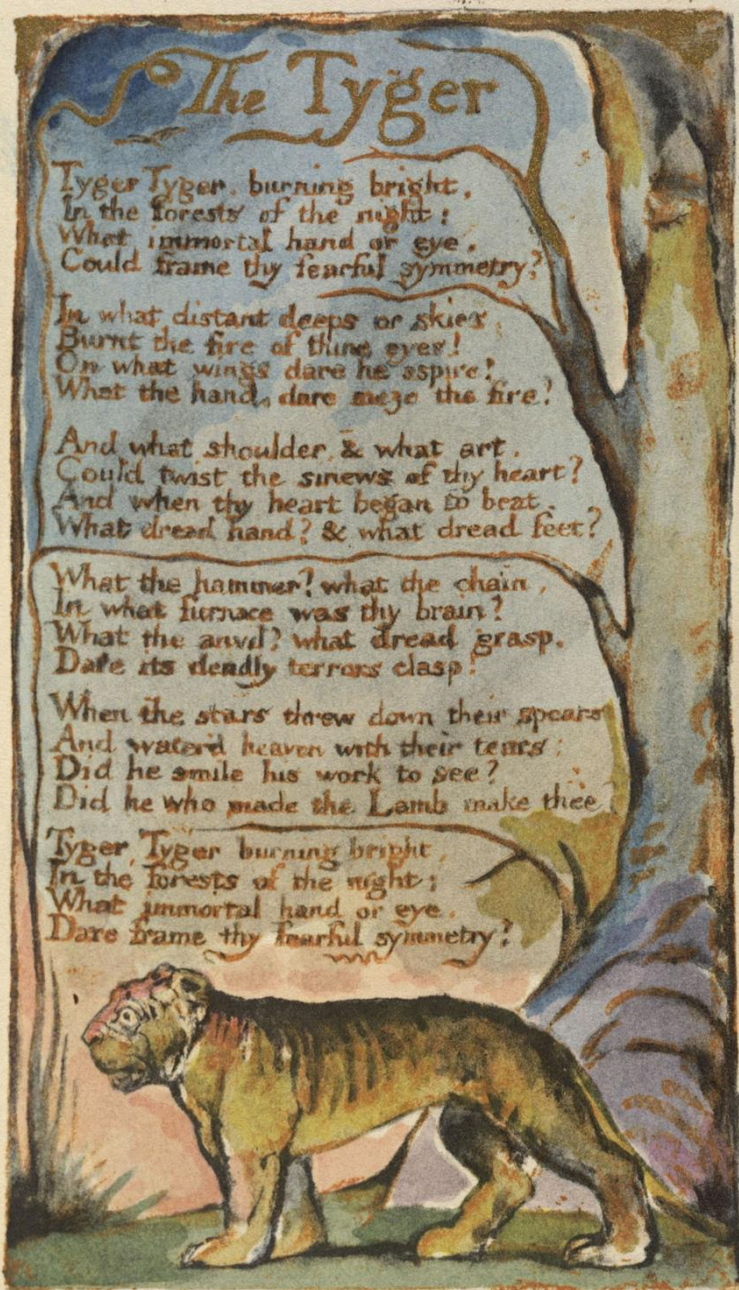 The Tyger
Tyger Tyger, burning bright,
In the forests of the night:
What immortal hand or eye,
Could frame thy fearful symmetry?
In what distant deeps or skies,
Burnt the fire of thine eyes!
On what wings dare he aspire!
What the hand, dare sieze the fire?
And what shoulder, & what art,
Could twist the sinews of thy heart?
And when thy heart began to beat,
What dread hand? & what dread feet?
What the hammer? what the chain,
In what furnace was thy brain?
What the anvil? what dread grasp,
Dare its deadly terrors clasp!
When the stars threw down their spears
And water'd heaven with their tears:
Did he smile his work to see?
Did he who made the Lamb make thee?
Tyger, Tyger burning bright,
In the forests of the night;
What immortal hand or eye,
Dare frame thy fearful symmetry?